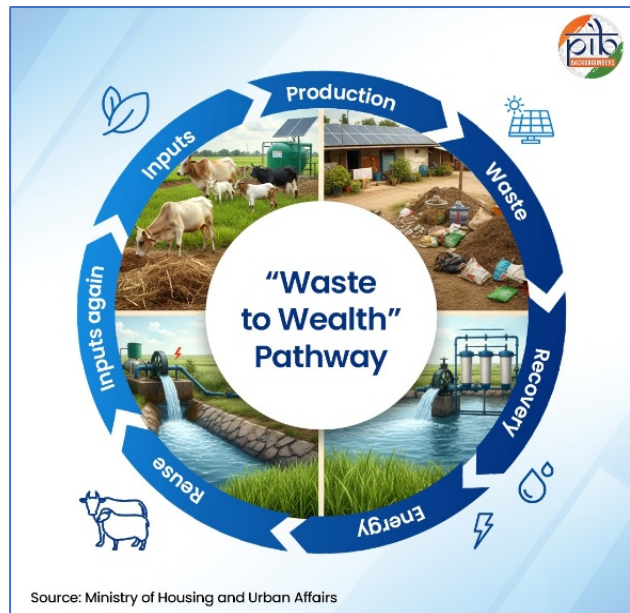 pib
BACKGROUNDERS
Production
Waste
Recovery
Energy
Reuse
Inputs again
Inputs
“Waste
to Wealth”
Pathway
Source: Ministry of Housing and Urban Affairs